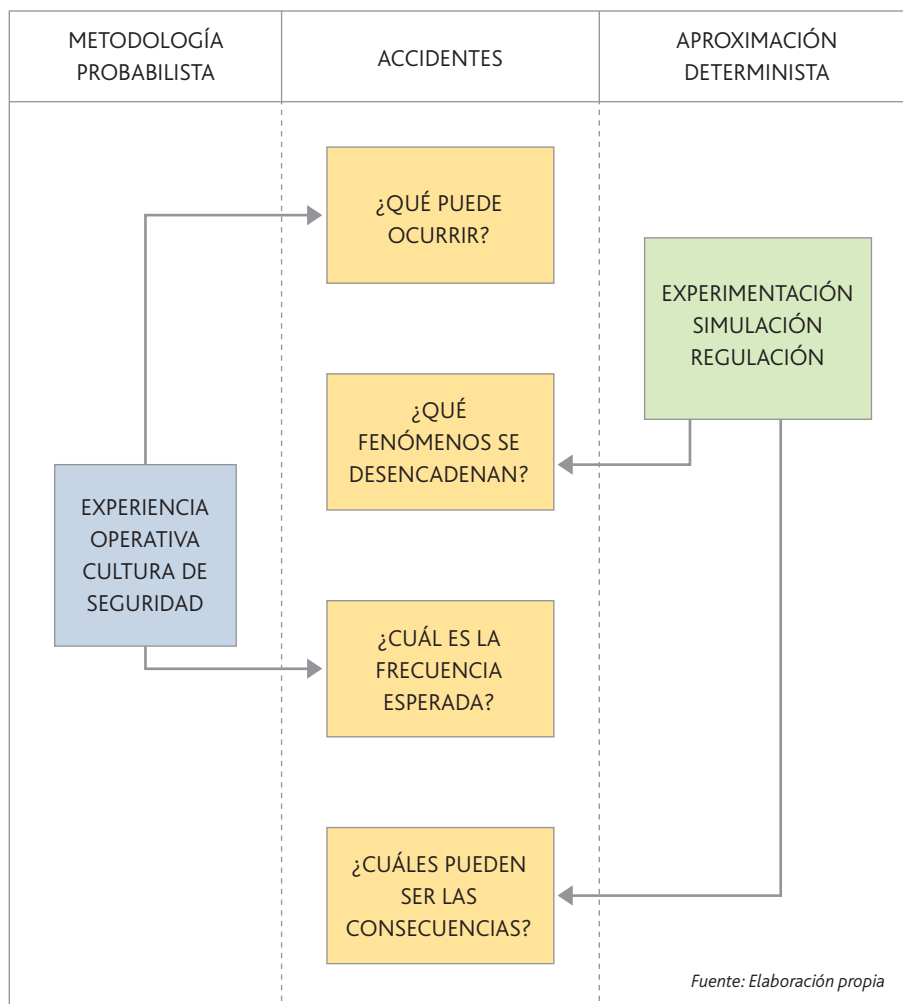 METODOLOGÍA
PROBABILISTA
ACCIDENTES
APROXIMACIÓN
DETERMINISTA
¿QUÉ PUEDE
OCURRIR?
EXPERIMENTACIÓN
SIMULACIÓN
REGULACIÓN
¿QUÉ
FENÓMENOS SE
DESENCADENAN?
EXPERIENCIA
OPERATIVA
CULTURA DE
SEGURIDAD
¿CUÁL ES LA
FRECUENCIA
ESPERADA?
¿CUÁLES PUEDEN
SER LAS
CONSECUENCIAS?
Fuente: Elaboración propia